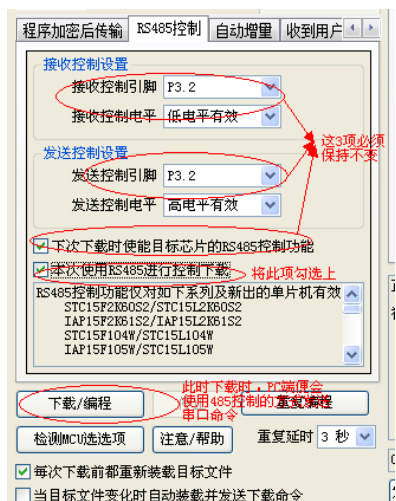 程序加密后传输 RS485控制 自动增量 收到用户
接收控制设置
接收控制引脚 P3.2
接收控制电平 低电平有效
这3项必须
保持不变
发送控制设置
发送控制引脚 P3.2
发送控制电平 高电平有效
下次下载时使能目标芯片的RS485控制功能
本次使用RS485进行控制下载
将此项勾选上
RS485控制功能仅对如下系列及新出的单片机有效
STC15F2K60S2/STC15L2K60S2
IAP15F2K61S2/IAP15L2K61S2
STC15F104W/STC15L104W
IAP15F105W/STC15L105W
此时下载时，PC端便会
下载/编程 使用485控制的 重复编程
串口命令
检测MCU选选项 注意/帮助 重复延时 3 秒
每次下载前都重新装载目标文件
当目标文件变化时自动装载并发送下载命令